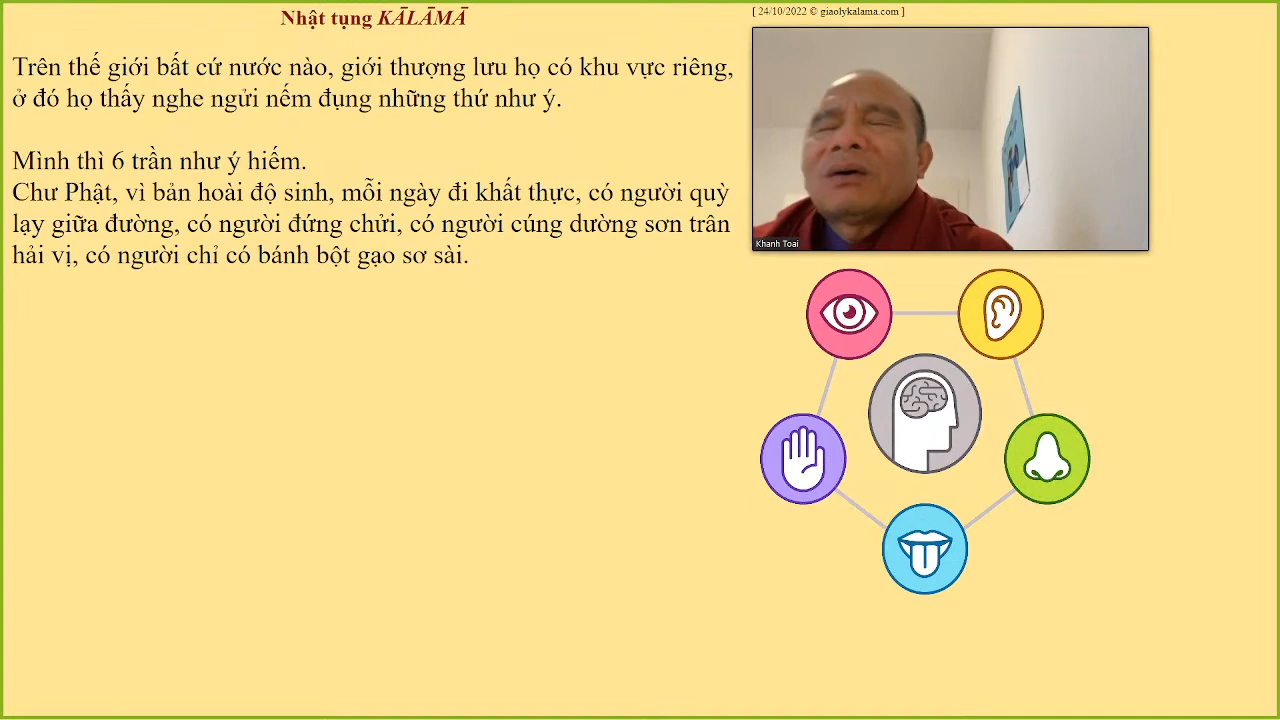 Nhật tụng KĀLĀMĀ
[ 24/10/2022 © giaolykalama.com ]
Trên thế giới bất cứ nước nào, giới thượng lưu họ có khu vực riêng,
ở đó họ thấy nghe ngửi nếm đụng những thứ như ý.
Mình thì 6 trần như ý hiếm.
Chư Phật, vì bản hoài độ sinh, mỗi ngày đi khất thực, có người quỳ
lạy giữa đường, có người đứng chửi, có người cúng dường sơn trân
hải vị, có người chỉ có bánh bột gạo sơ sài.
Khanh Toai